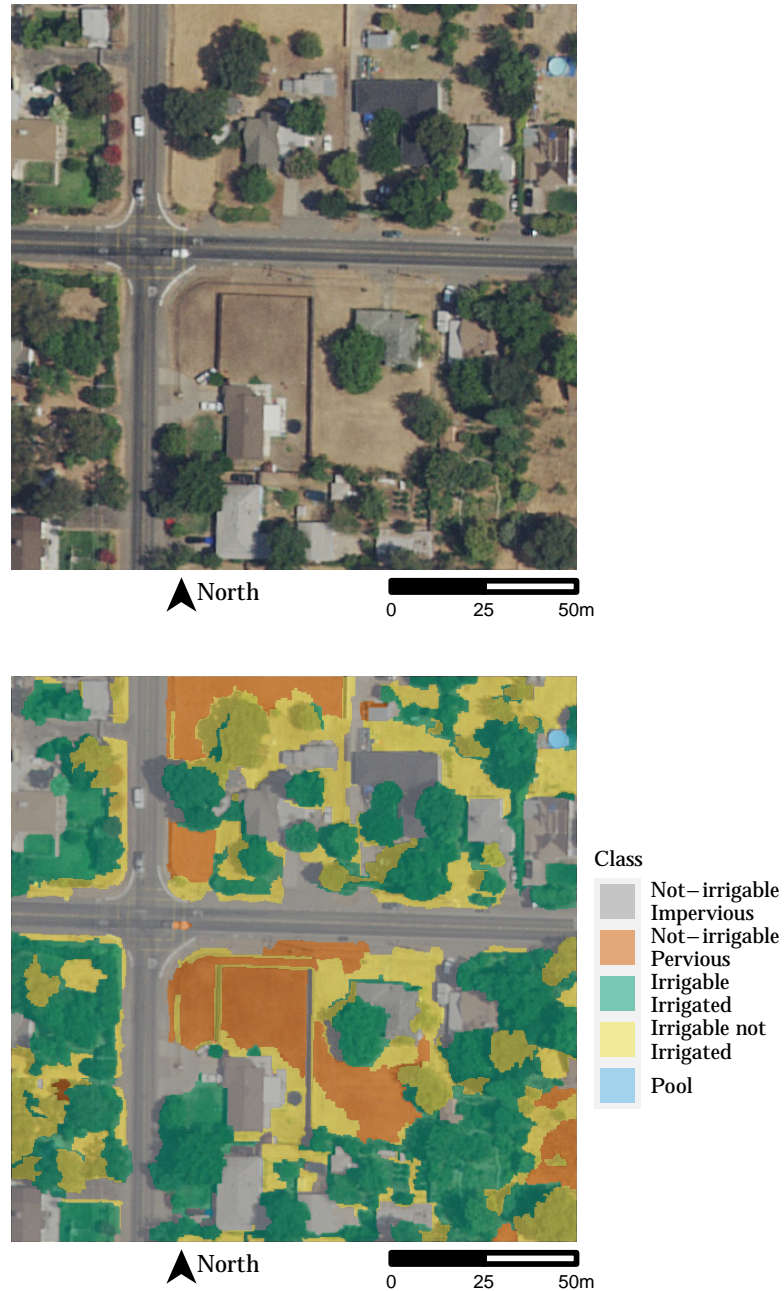 North
0 25 50m
Class
Not−irrigable
Impervious
Not−irrigable
Pervious
Irrigable
Irrigated
Irrigable not
Irrigated
Pool
North
0 25 50m